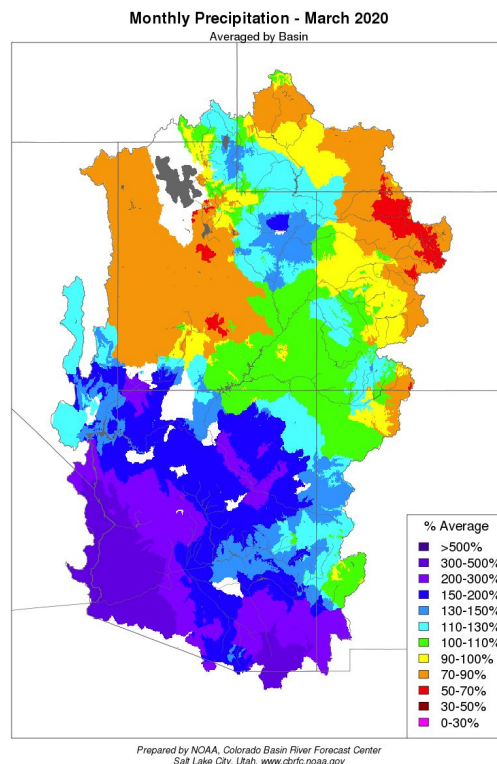 Monthly Precipitation - March 2020
Averaged by Basin
% Average
>500%
300-500%
200-300%
150-200%
130-150%
110-130%
100-110%
90-100%
70-90%
50-70%
30-50%
0-30%
Prepared by NOAA, Colorado Basin River Forecast Center
Salt Lake City, Utah, www.cbrfc.noaa.gov